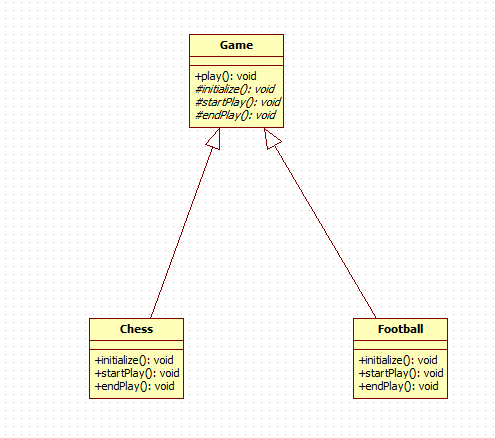 Game
+play(): void
#initialize(): void
#startPlay(): void
#endPlay(): void
Chess
+initialize(): void
+startPlay(): void
+endPlay(): void
Football
+initialize(): void
+startPlay(): void
+endPlay(): void